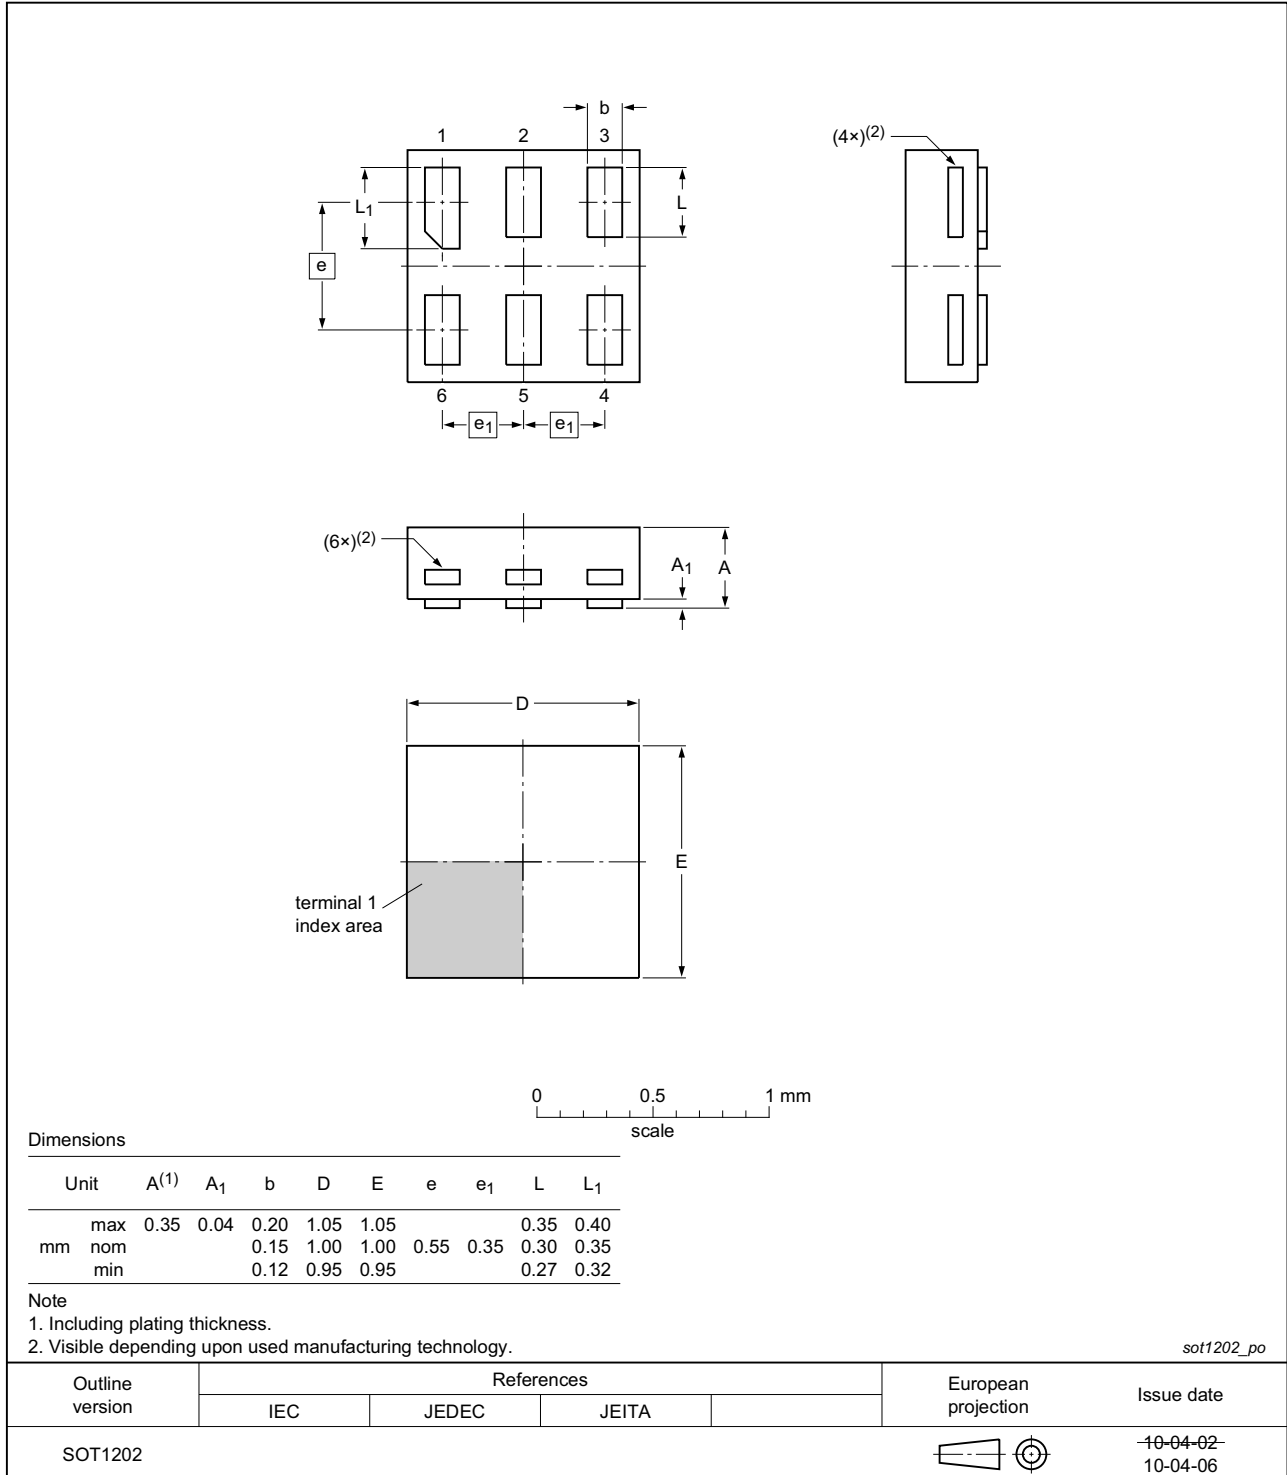 b
1 2 3
(4×)(2)
L1
L
e
6 5 4
e1 e1
(6×)(2)
A1 A
D
E
terminal 1
index area
0 0.5 1 mm
scale
Dimensions
Unit A(1) A1 b D E e e1 L L1
max 0.35 0.04 0.20 1.05 1.05 0.35 0.40
mm nom 0.15 1.00 1.00 0.55 0.35 0.30 0.35
min 0.12 0.95 0.95 0.27 0.32
Note
1. Including plating thickness.
2. Visible depending upon used manufacturing technology.
sot1202_po
Outline version
References
European projection
Issue date
IEC JEDEC JEITA
SOT1202
10-04-02
10-04-06